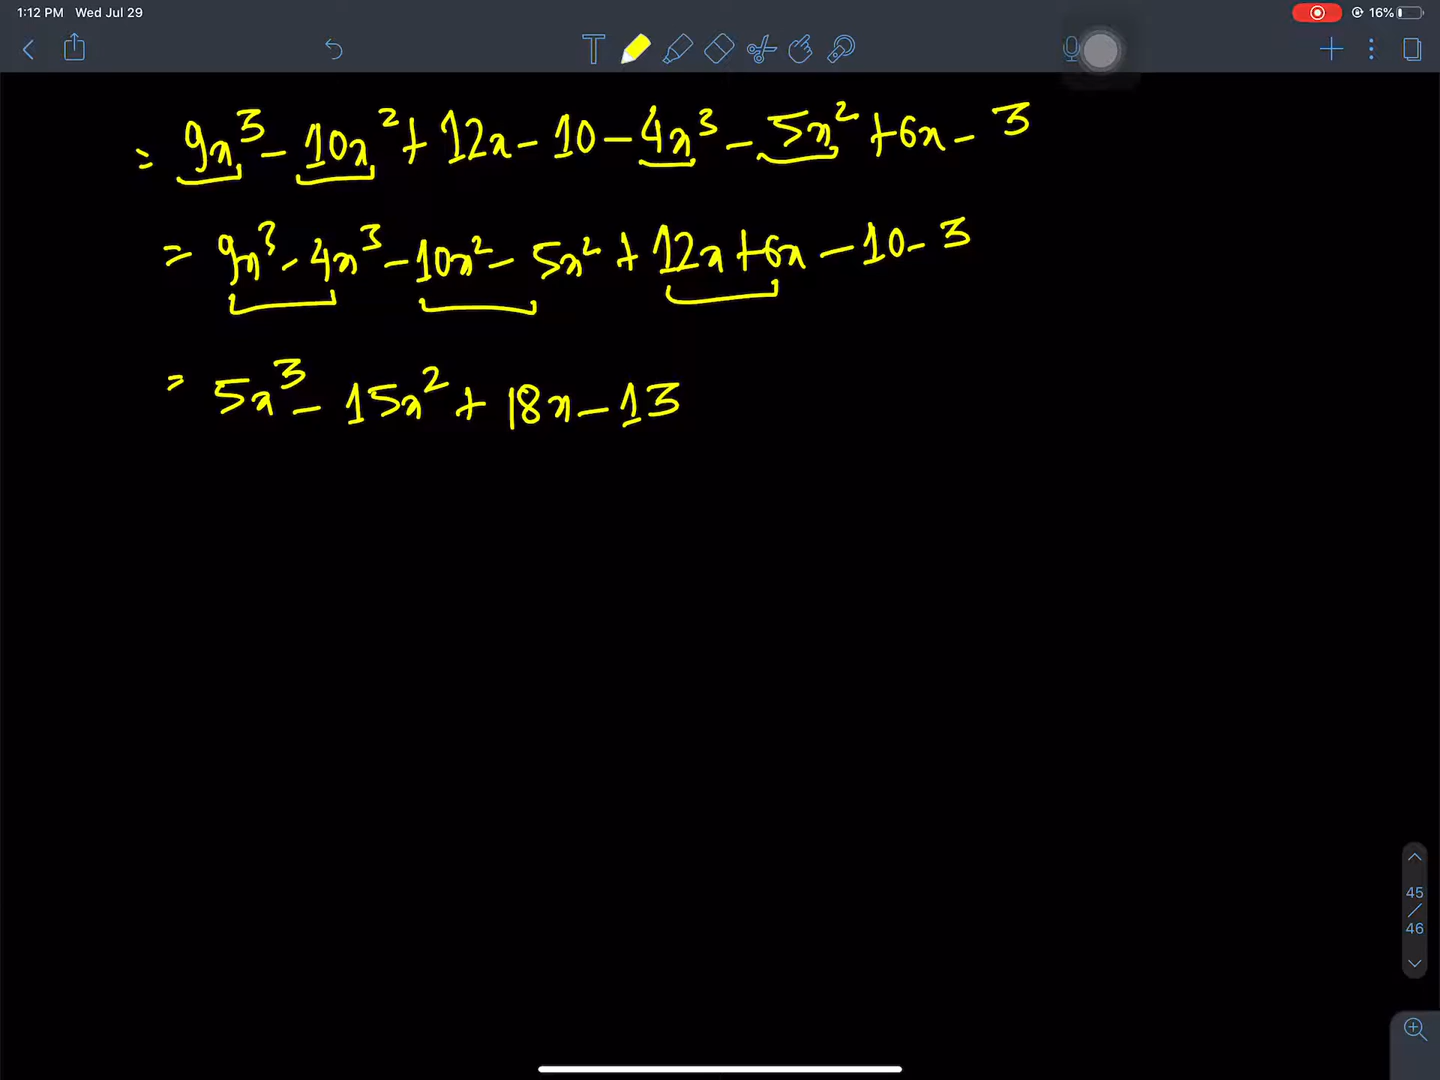 1:12 PM Wed Jul 29 16%
= 9x³ - 10x² + 12x - 10 - 4x³ - 5x² + 6x - 3
= 9x³ - 4x³ - 10x² - 5x² + 12x + 6x - 10 - 3
= 5x³ - 15x² + 18x - 13
45
/
46